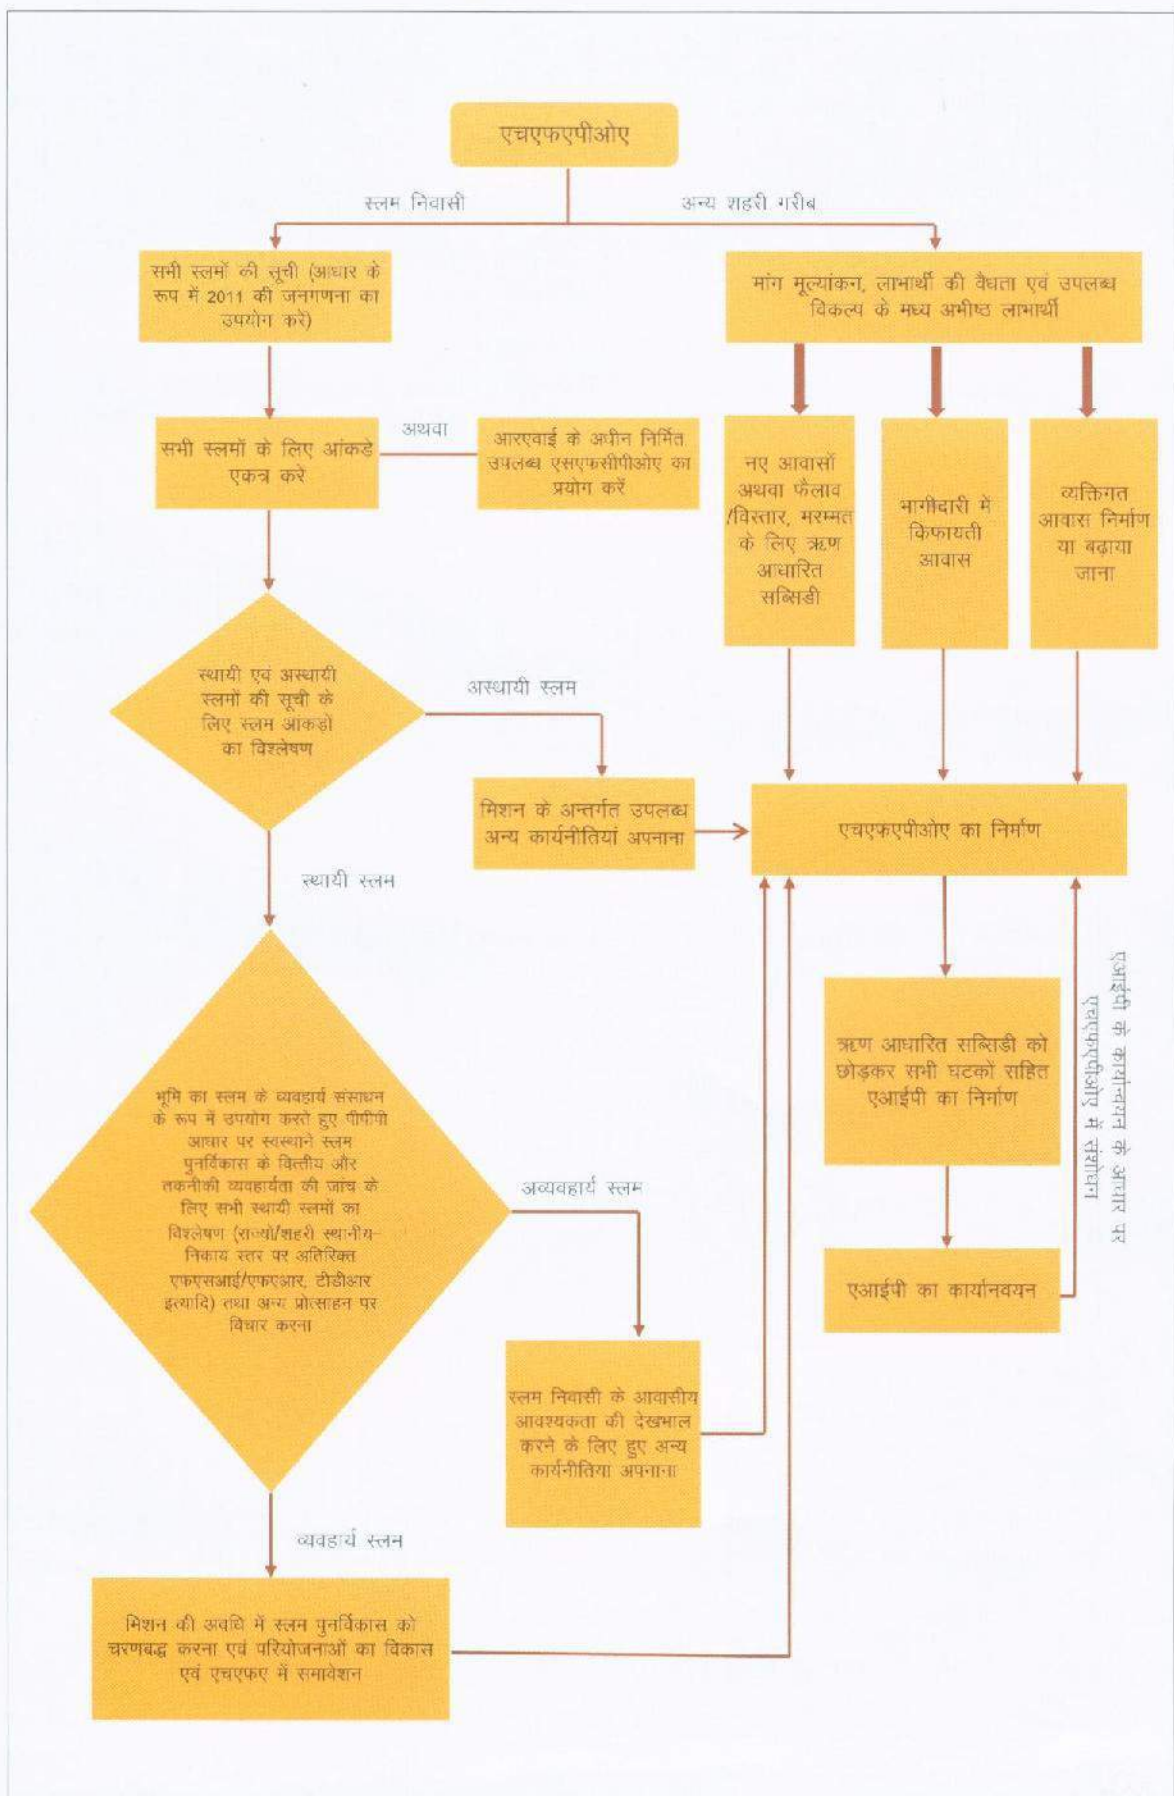 एचएफएपीओए
स्लम निवासी
अन्य शहरी गरीब
सभी स्लमों की सूची (आधार के
रूप में 2011 की जनगणना का
उपयोग करें)
मांग मूल्यांकन, लाभार्थी की वैधता एवं उपलब्ध
विकल्प के मध्य अभीष्ठ लाभार्थी
सभी स्लमों के लिए आंकडे
एकत्र करें
अथवा
आरएवाई के अधीन निर्मित
उपलब्ध एसएफसीपीओए का
प्रयोग करें
नए आवासों
अथवा फैलाव
/विस्तार, मरम्मत
के लिए ऋण
आधारित
सब्सिडी
भागीदारी में
किफायती
आवास
व्यक्तिगत
आवास निर्माण
या बढ़ाया
जाना
स्थायी एवं अस्थायी
स्लमों की सूची के
लिए स्लम आंकड़ों
का विश्लेषण
अस्थायी स्लम
मिशन के अन्तर्गत उपलब्ध
अन्य कार्यनीतियां अपनाना
एचएफएपीओए का निर्माण
स्थायी स्लम
भूमि का स्लम के व्यवहार्य संसाधन
के रूप में उपयोग करते हुए पीपीपी
आधार पर स्वस्थाने स्लम
पुनर्विकास के वित्तीय और
तकनीकी व्यवहार्यता की जांच के
लिए सभी स्थायी स्लमों का
विश्लेषण (राज्यो/शहरी स्थानीय-
निकाय स्तर पर अतिरिक्त
एफएसआई/एफएआर, टीडीआर
इत्यादि) तथा अन्य प्रोत्साहन पर
विचार करना
अव्यवहार्य स्लम
ऋण आधारित सब्सिडी को
छोड़कर सभी घटकों सहित
एआईपी का निर्माण
एआईपी के कार्यान्वयन के आधार पर
एचएफएपीओए में संशोधन
एआईपी का कार्यानवयन
स्लम निवासी के आवासीय
आवश्यकता की देखभाल
करने के लिए हुए अन्य
कार्यनीतिया अपनाना
व्यवहार्य स्लम
मिशन की अवधि में स्लम पुनर्विकास को
चरणबद्ध करना एवं परियोजनाओं का विकास
एवं एचएफए में समावेशन